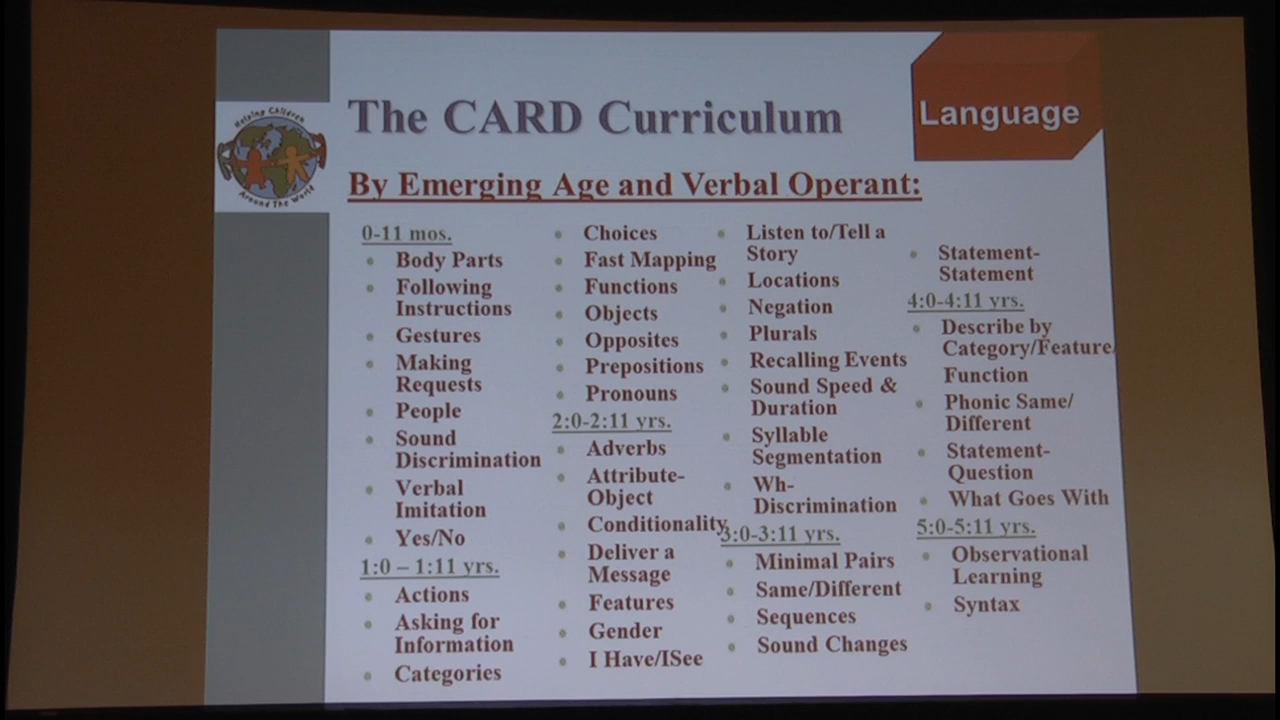 Helping Children
Around The World
The CARD Curriculum
Language
By Emerging Age and Verbal Operant:
0-11 mos.
Body Parts
Following
Instructions
Gestures
Making
Requests
People
Sound
Discrimination
Verbal
Imitation
Yes/No
1:0 – 1:11 yrs.
Actions
Asking for
Information
Categories
Choices
Fast Mapping
Functions
Objects
Opposites
Prepositions
Pronouns
2:0-2:11 yrs.
Adverbs
Attribute-
Object
Conditionality
Deliver a
Message
Features
Gender
I Have/ISee
Listen to/Tell a
Story
Locations
Negation
Plurals
Recalling Events
Sound Speed &
Duration
Syllable
Segmentation
Wh-
Discrimination
3:0-3:11 yrs.
Minimal Pairs
Same/Different
Sequences
Sound Changes
Statement-
Statement
4:0-4:11 yrs.
Describe by
Category/Feature/
Function
Phonic Same/
Different
Statement-
Question
What Goes With
5:0-5:11 yrs.
Observational
Learning
Syntax